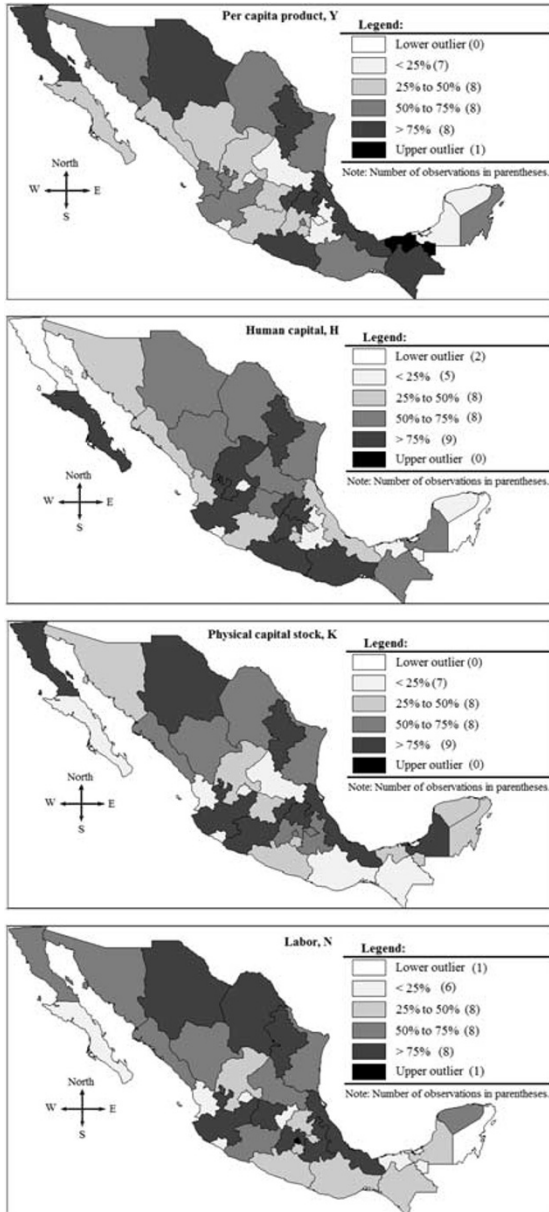 Per capita product, Y
Legend:
Lower outlier (0)
< 25% (7)
25% to 50% (8)
50% to 75% (8)
> 75% (8)
Upper outlier (1)
Note: Number of observations in parentheses.
North
W E
S
Human capital, H
Legend:
Lower outlier (2)
< 25% (5)
25% to 50% (8)
50% to 75% (8)
> 75% (9)
Upper outlier (0)
Note: Number of observations in parentheses.
North
W E
S
Physical capital stock, K
Legend:
Lower outlier (0)
< 25% (7)
25% to 50% (8)
50% to 75% (8)
> 75% (9)
Upper outlier (0)
Note: Number of observations in parentheses.
North
W E
S
Labor, N
Legend:
Lower outlier (1)
< 25% (6)
25% to 50% (8)
50% to 75% (8)
> 75% (8)
Upper outlier (1)
Note: Number of observations in parentheses.
North
W E
S